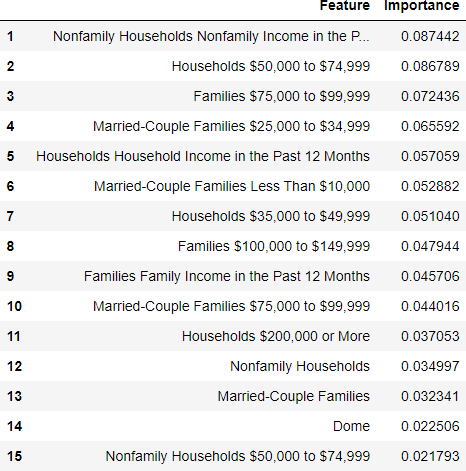 Feature Importance
1 Nonfamily Households Nonfamily Income in the P... 0.087442
2 Households $50,000 to $74,999 0.086789
3 Families $75,000 to $99,999 0.072436
4 Married-Couple Families $25,000 to $34,999 0.065592
5 Households Household Income in the Past 12 Months 0.057059
6 Married-Couple Families Less Than $10,000 0.052882
7 Households $35,000 to $49,999 0.051040
8 Families $100,000 to $149,999 0.047944
9 Families Family Income in the Past 12 Months 0.045706
10 Married-Couple Families $75,000 to $99,999 0.044016
11 Households $200,000 or More 0.037053
12 Nonfamily Households 0.034997
13 Married-Couple Families 0.032341
14 Dome 0.022506
15 Nonfamily Households $50,000 to $74,999 0.021793